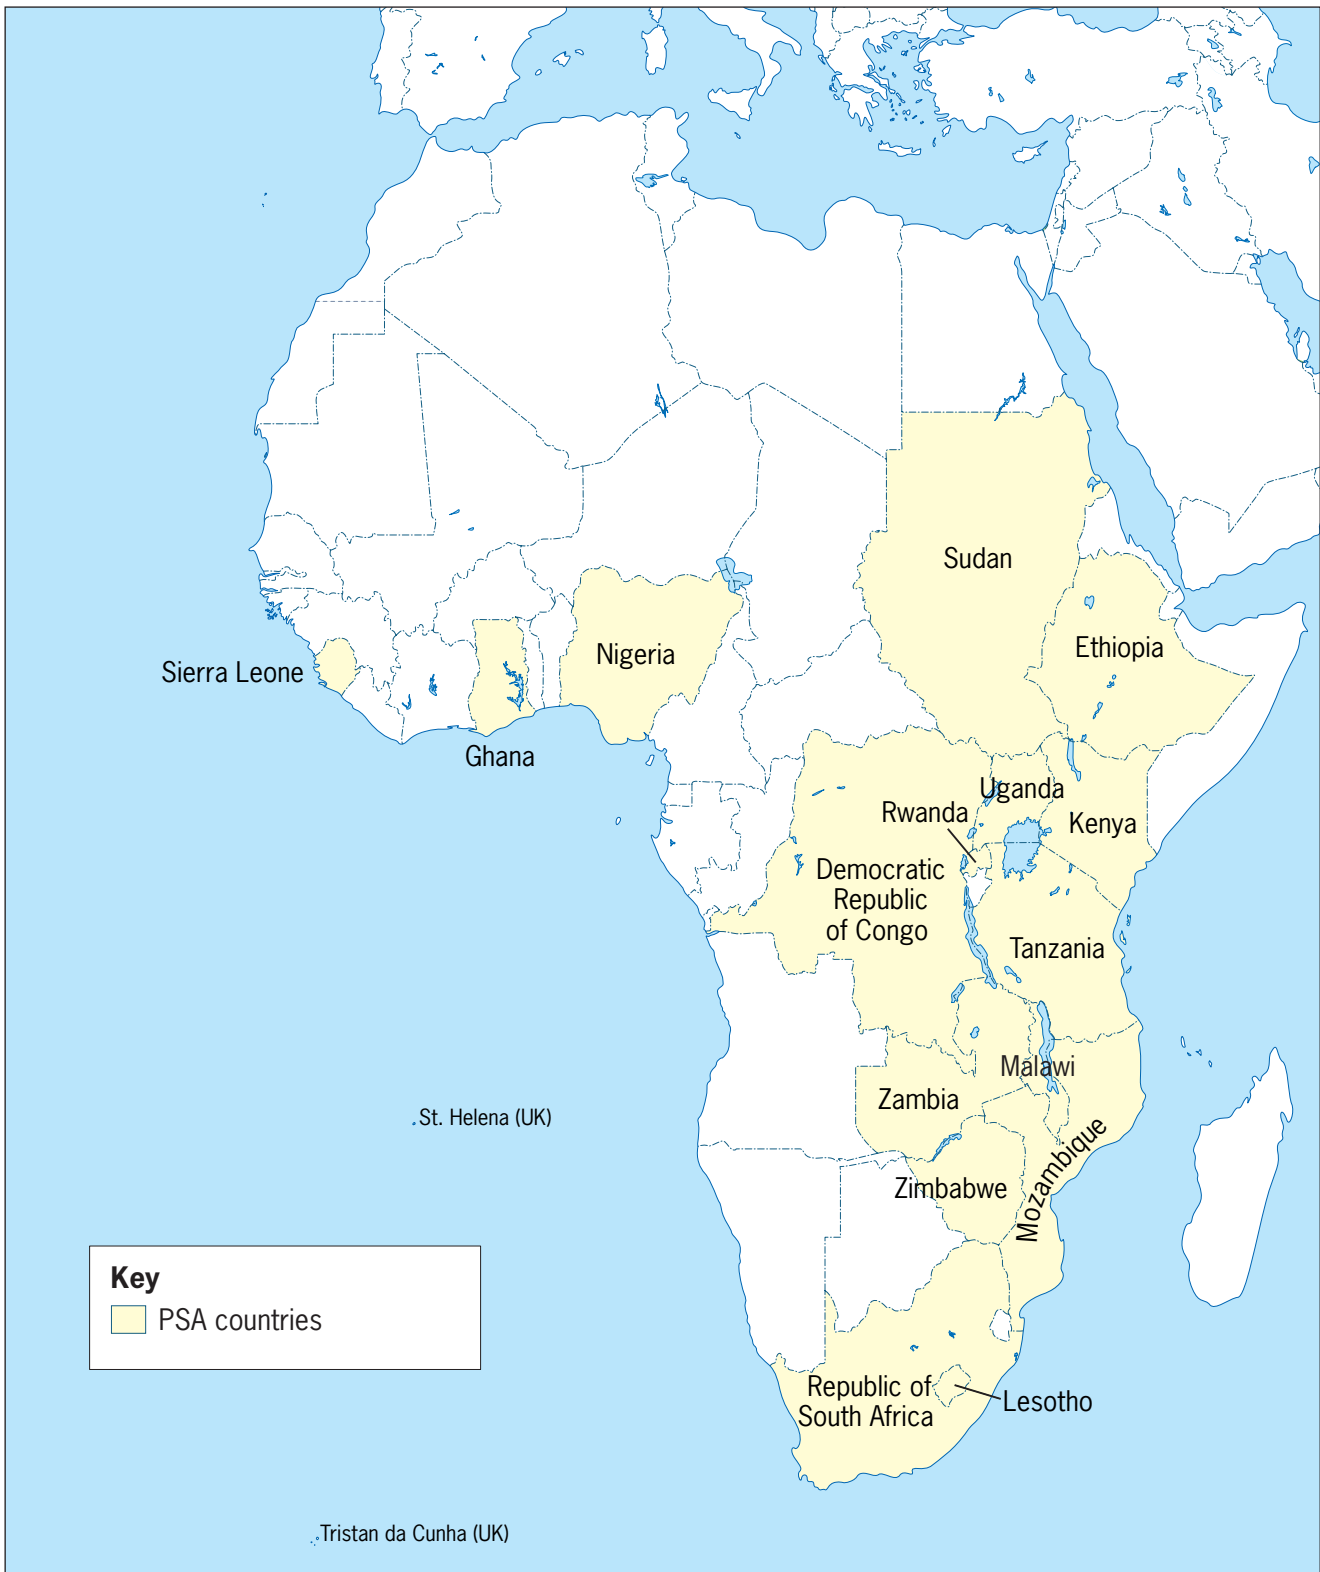 Sudan
Nigeria
Ethiopia
Sierra Leone
Ghana
Uganda
Rwanda
Kenya
Democratic
Republic
of Congo
Tanzania
Malawi
Zambia
St. Helena (UK)
Mozambique
Zimbabwe
Key
PSA countries
Republic of
South Africa
Lesotho
Tristan da Cunha (UK)